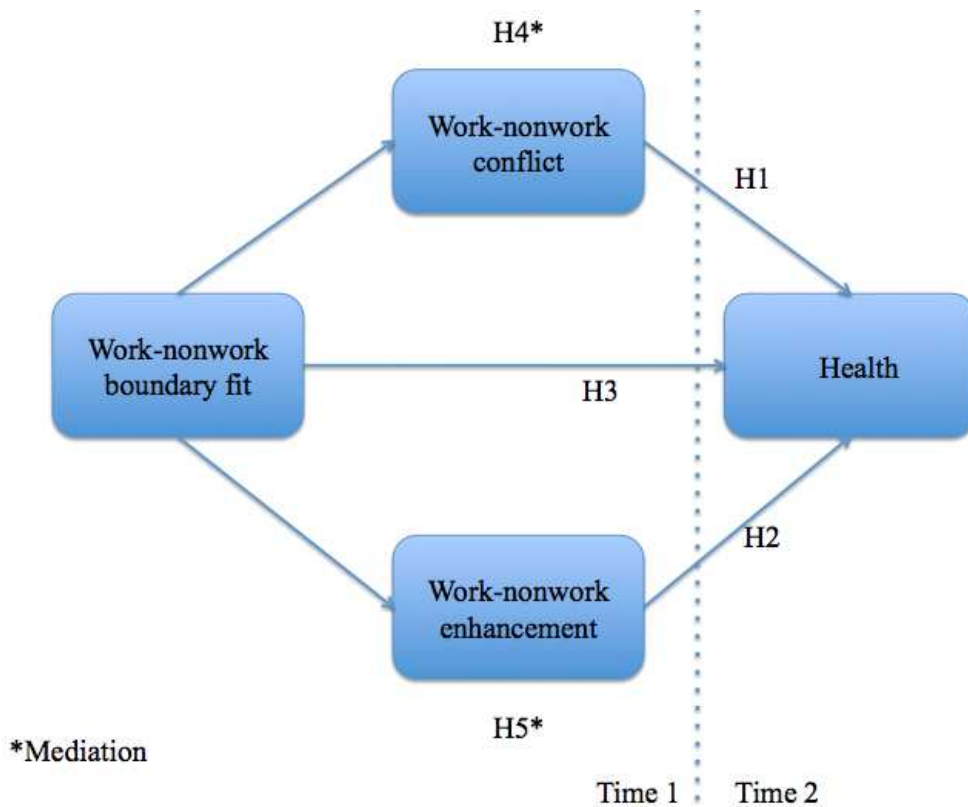 H4*
Work-nonwork
conflict
H1
Work-nonwork
boundary fit
H3
Health
H2
Work-nonwork
enhancement
H5*
*Mediation
Time 1
Time 2